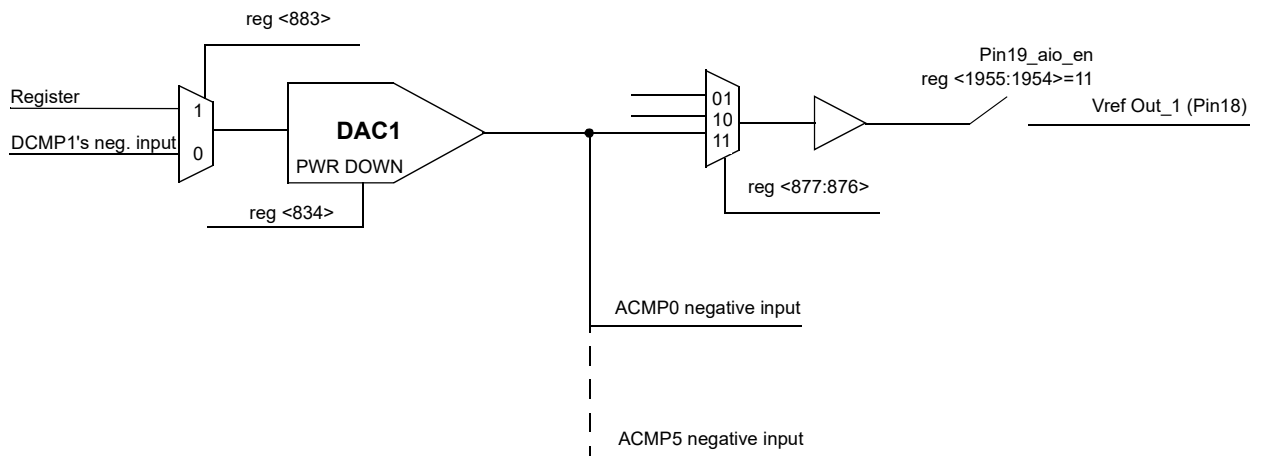 reg <883>
Register
1
DCMP1's neg. input
0
DAC1
PWR DOWN
reg <834>
01
10
11
reg <877:876>
Pin19_aio_en
reg <1955:1954>=11
Vref Out_1 (Pin18)
ACMP0 negative input
ACMP5 negative input